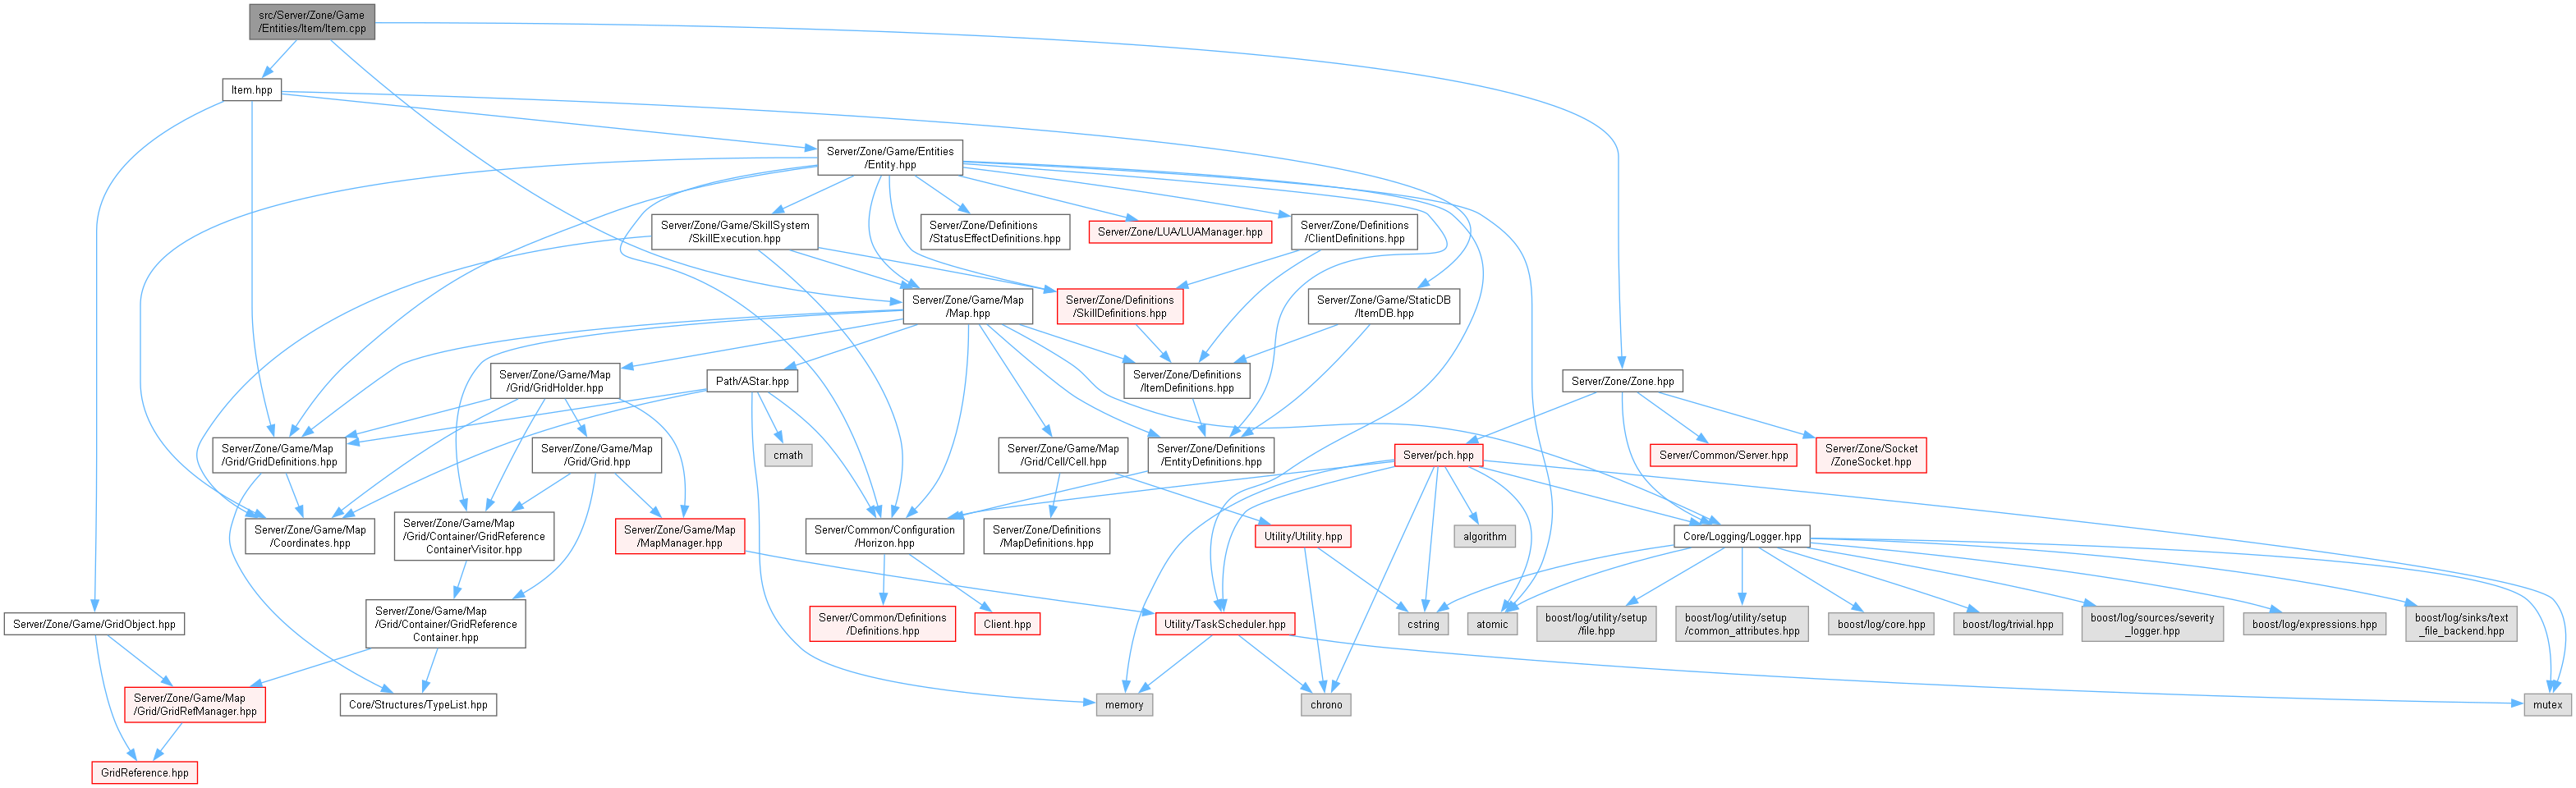 src/Server/Zone/Game
/Entities/Item/Item.cpp
Item.hpp
Server/Zone/Game/Entities
/Entity.hpp
Server/Zone/Game/SkillSystem
/SkillExecution.hpp
Server/Zone/Definitions
/StatusEffectDefinitions.hpp
Server/Zone/LUA/LUAManager.hpp
Server/Zone/Definitions
/ClientDefinitions.hpp
Server/Zone/Game/Map
/Map.hpp
Server/Zone/Definitions
/SkillDefinitions.hpp
Server/Zone/Game/StaticDB
/ItemDB.hpp
Server/Zone/Game/Map
/Grid/GridHolder.hpp
Path/AStar.hpp
Server/Zone/Definitions
/ItemDefinitions.hpp
Server/Zone/Zone.hpp
Server/Zone/Game/Map
/Grid/GridDefinitions.hpp
Server/Zone/Game/Map
/Grid/Grid.hpp
cmath
Server/Zone/Game/Map
/Grid/Cell/Cell.hpp
Server/Zone/Definitions
/EntityDefinitions.hpp
Server/pch.hpp
Server/Common/Server.hpp
Server/Zone/Socket
/ZoneSocket.hpp
Server/Zone/Game/Map
/Coordinates.hpp
Server/Zone/Game/Map
/Grid/Container/GridReference
ContainerVisitor.hpp
Server/Zone/Game/Map
/MapManager.hpp
Server/Common/Configuration
/Horizon.hpp
Server/Zone/Definitions
/MapDefinitions.hpp
Utility/Utility.hpp
algorithm
Core/Logging/Logger.hpp
Server/Zone/Game/GridObject.hpp
Server/Zone/Game/Map
/Grid/Container/GridReference
Container.hpp
Server/Common/Definitions
/Definitions.hpp
Client.hpp
Utility/TaskScheduler.hpp
cstring
atomic
boost/log/utility/setup
/file.hpp
boost/log/utility/setup
/common_attributes.hpp
boost/log/core.hpp
boost/log/trivial.hpp
boost/log/sources/severity
_logger.hpp
boost/log/expressions.hpp
boost/log/sinks/text
_file_backend.hpp
Server/Zone/Game/Map
/Grid/GridRefManager.hpp
Core/Structures/TypeList.hpp
memory
chrono
mutex
GridReference.hpp